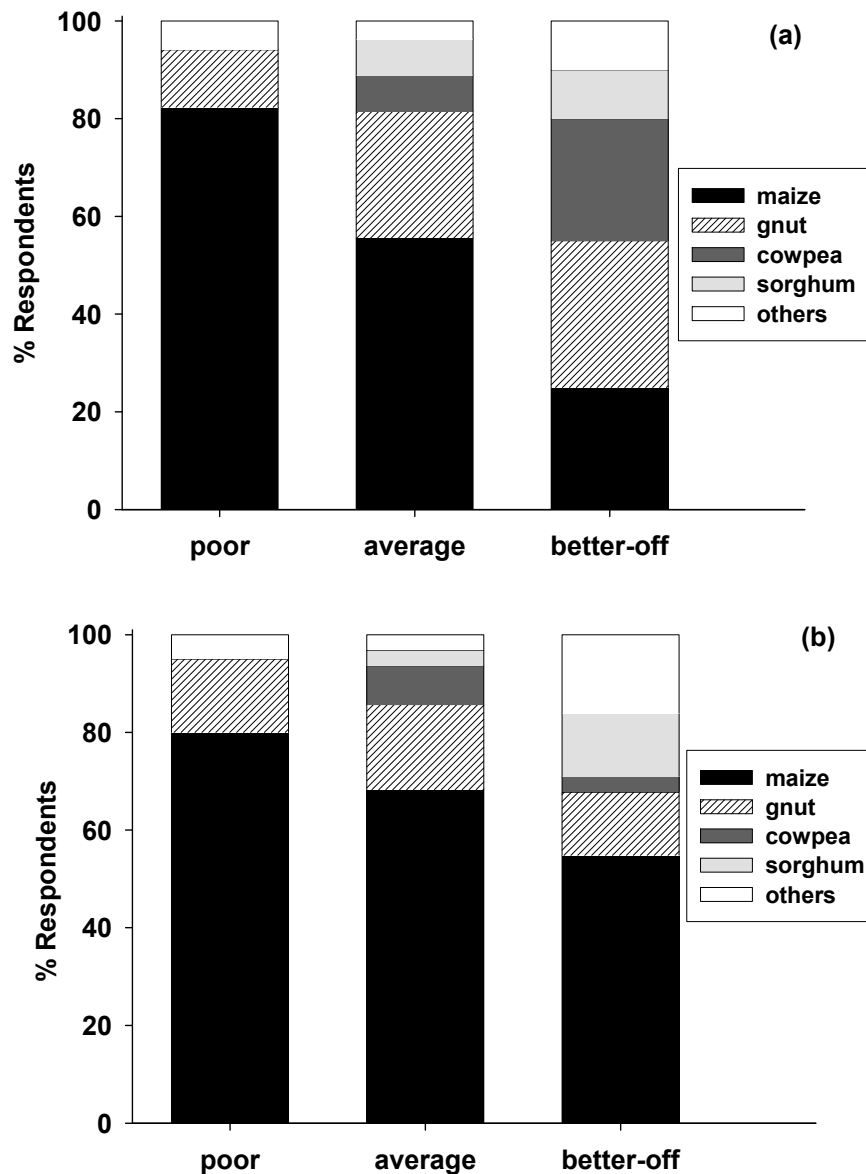 (a)
100
80
60
40
20
0
% Respondents
maize
gnut
cowpea
sorghum
others
poor average better-off
(b)
100
80
60
40
20
0
% Respondents
maize
gnut
cowpea
sorghum
others
poor average better-off